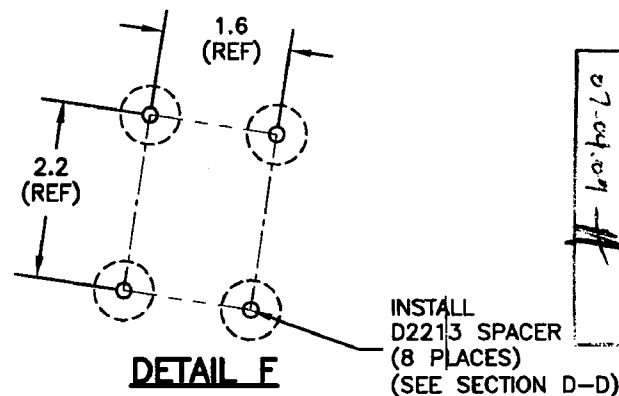 1.6
(REF)
2.2
(REF)
INSTALL
D2213 SPACER
(8 PLACES)
(SEE SECTION D-D)
DETAIL F